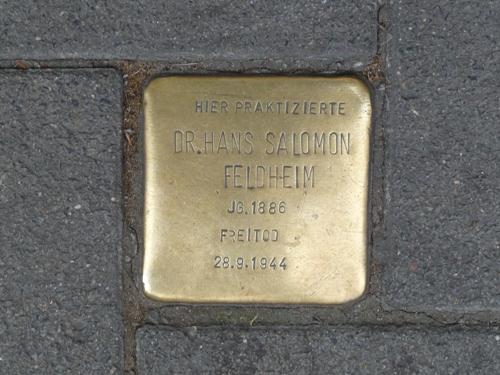 HIER PRAKTIZIERTE
DR.HANS SALOMON
FELDHEIM
JG.1886
FREITOD
28.9.1944